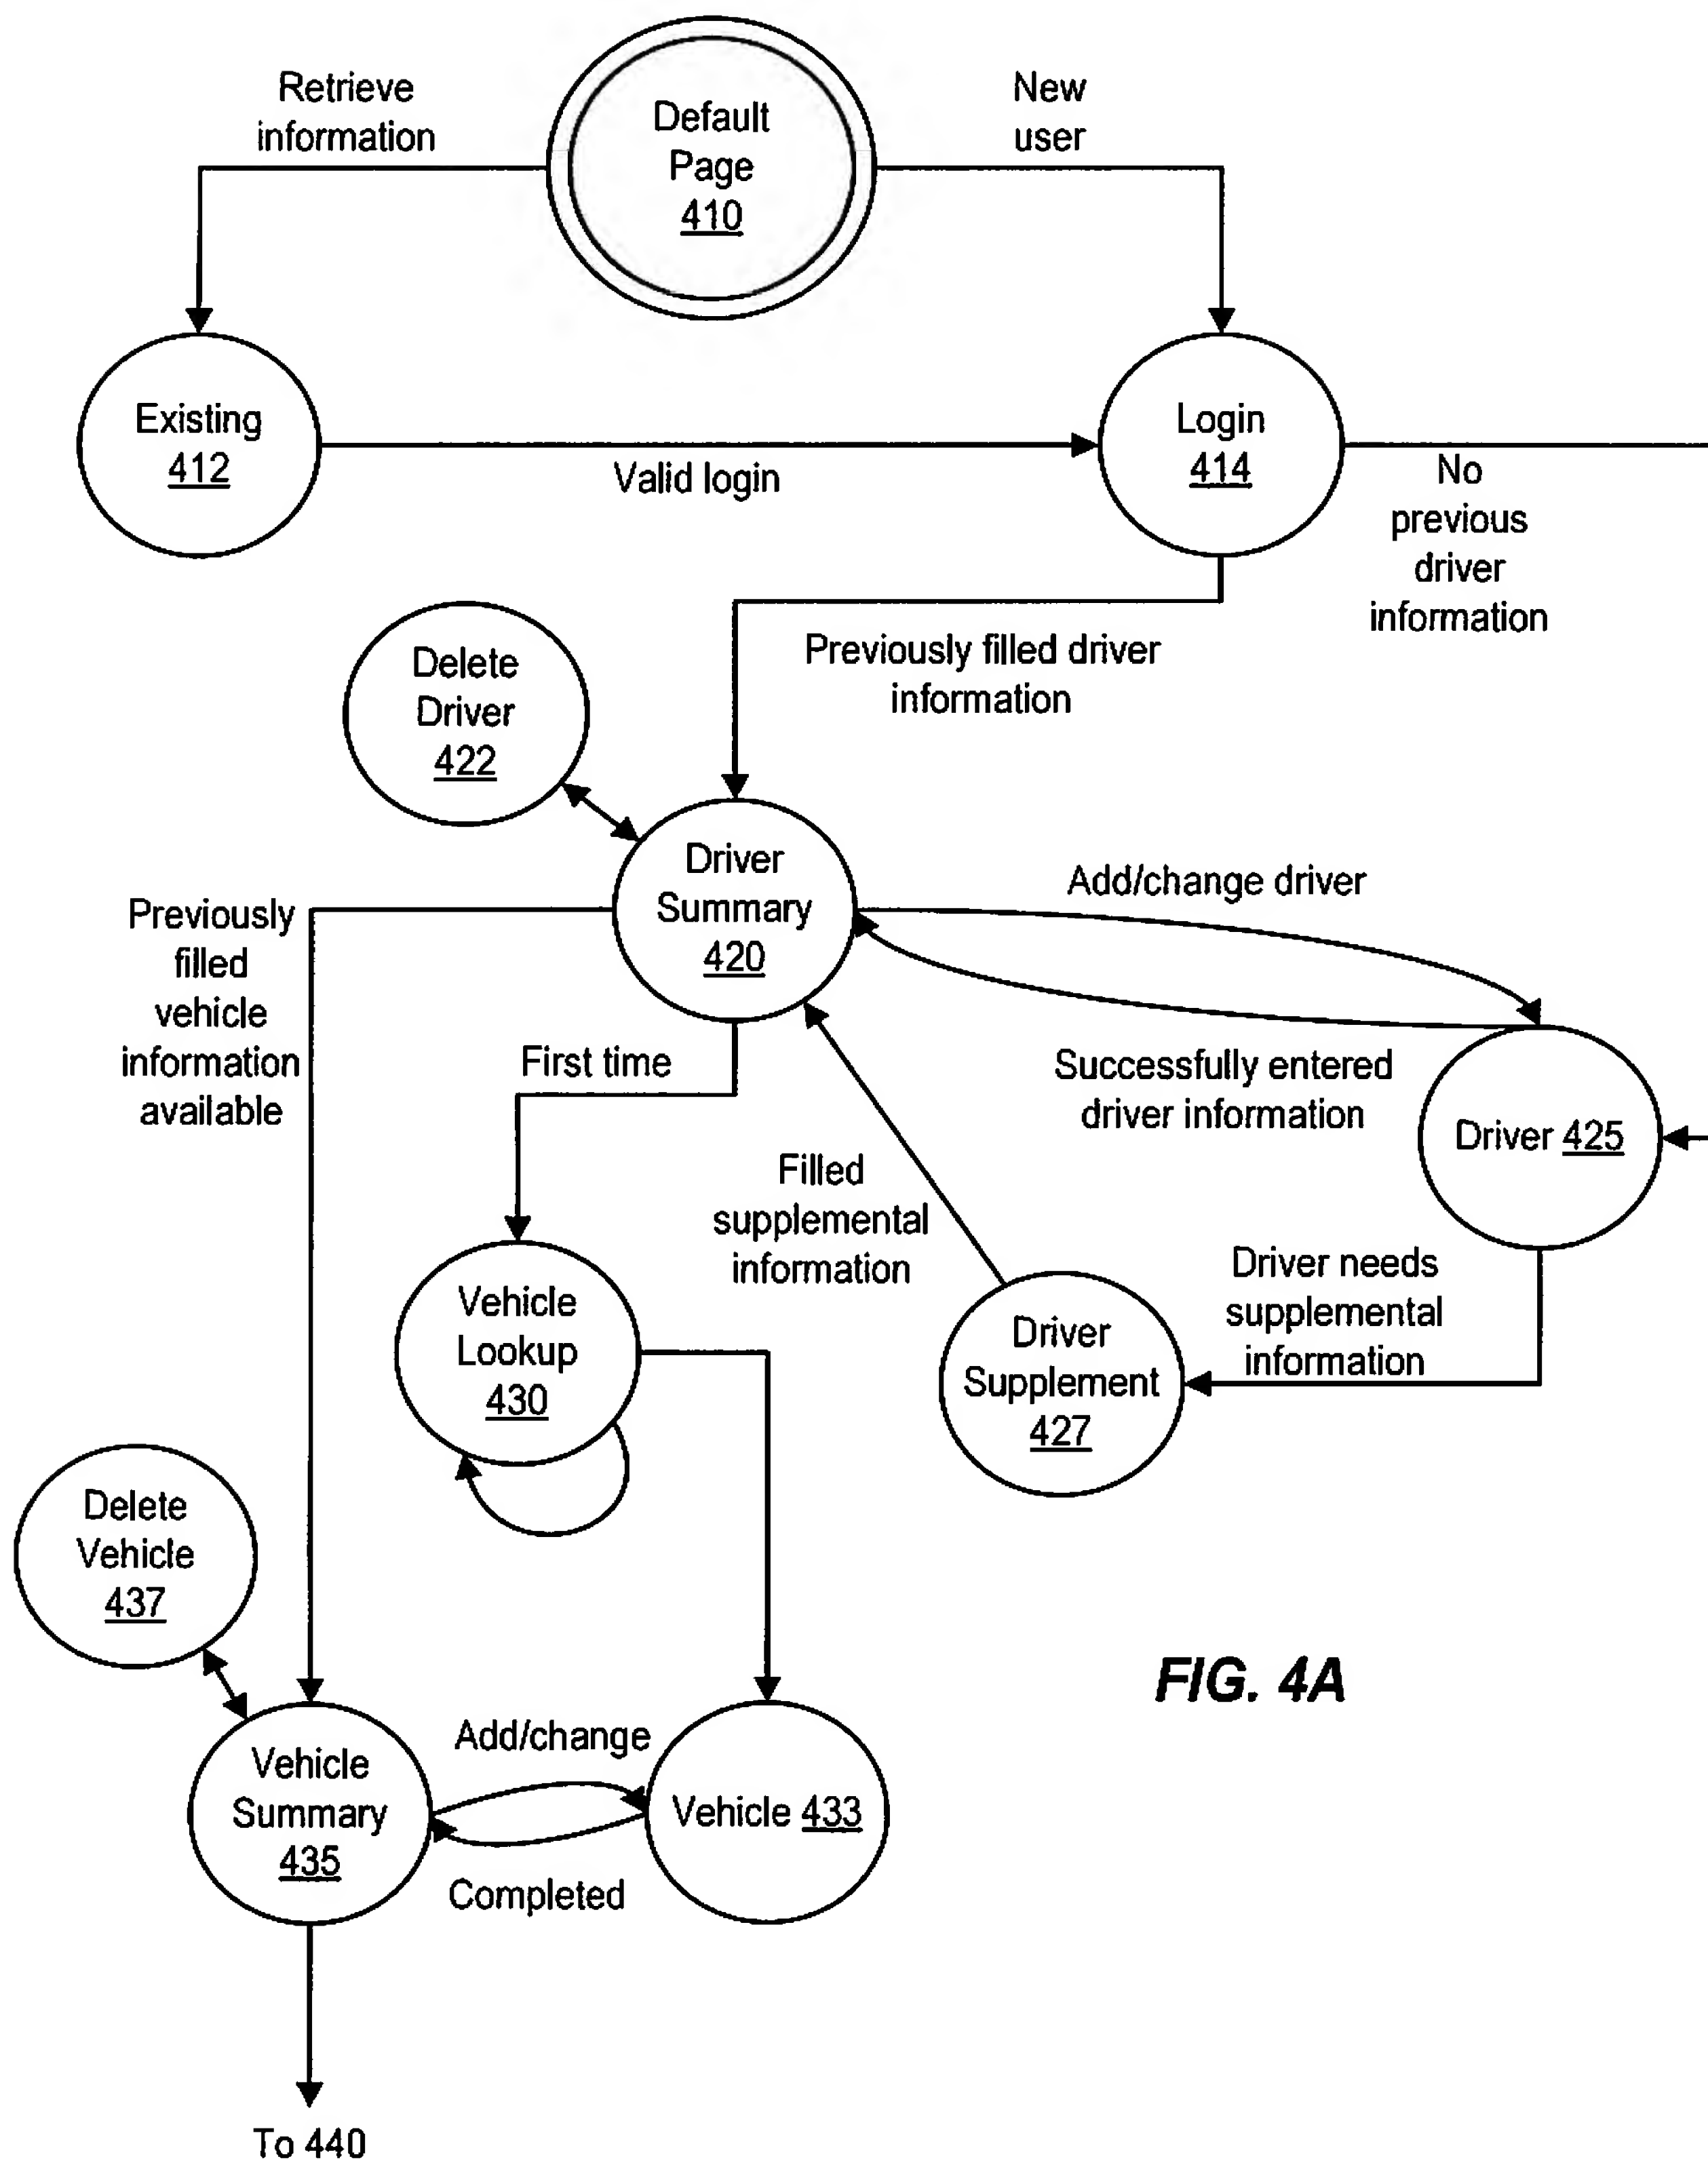 Retrieve
information
Default
Page
410
New
user
Existing
412
Valid login
Login
414
No
previous
driver
information
Previously filled driver
information
Delete
Driver
422
Driver
Summary
420
Add/change driver
Previously
filled
vehicle
information
available
First time
Successfully entered
driver information
Driver 425
Filled
supplemental
information
Driver needs
supplemental
information
Vehicle
Lookup
430
Driver
Supplement
427
Delete
Vehicle
437
FIG. 4A
Vehicle
Summary
435
Add/change
Vehicle 433
Completed
To 440